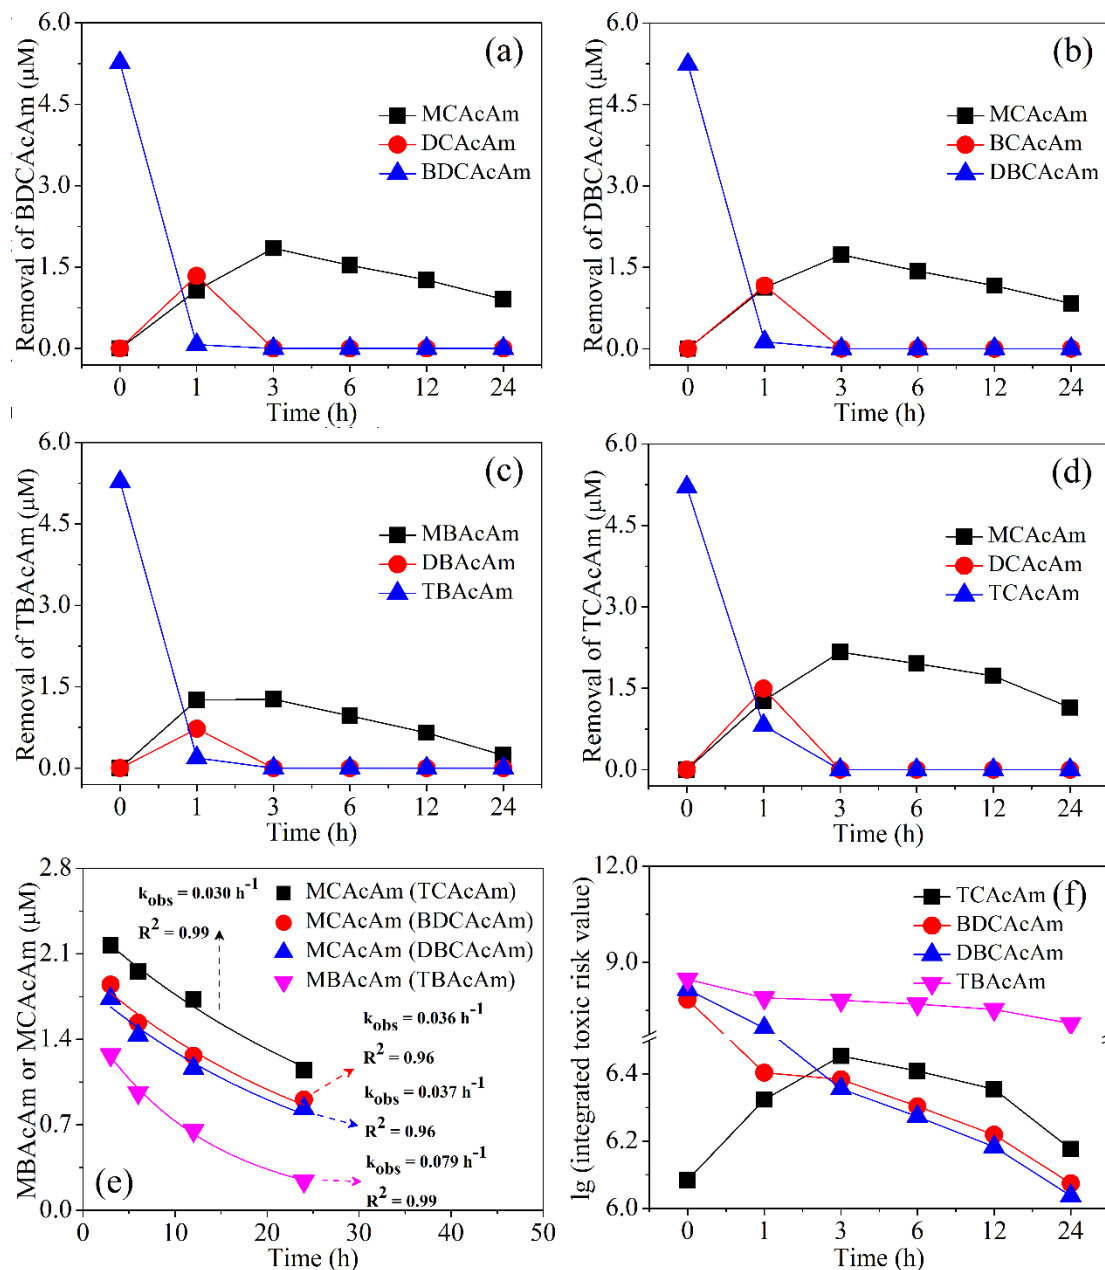 6.0
4.5
3.0
1.5
0.0
Removal of BDCAcAm (μM)
(a)
MCAcAm
DCAcAm
BDCAcAm
0 1 3 6 12 24
Time (h)
6.0
4.5
3.0
1.5
0.0
Removal of DBCAcAm (μM)
(b)
MCAcAm
BCAcAm
DBCAcAm
0 1 3 6 12 24
Time (h)
6.0
4.5
3.0
1.5
0.0
Removal of TBAcAm (μM)
(c)
MBAcAm
DBAcAm
TBAcAm
0 1 3 6 12 24
Time (h)
6.0
4.5
3.0
1.5
0.0
Removal of TCAcAm (μM)
(d)
MCAcAm
DCAcAm
TCAcAm
0 1 3 6 12 24
Time (h)
2.8
2.1
1.4
0.7
0.0
MBAcAm or MCAcAm (μM)
(e)
k_obs = 0.030 h^-1
R^2 = 0.99
MCAcAm (TCAcAm)
MCAcAm (BDCAcAm)
MCAcAm (DBCAcAm)
MBAcAm (TBAcAm)
k_obs = 0.036 h^-1
R^2 = 0.96
k_obs = 0.037 h^-1
R^2 = 0.96
k_obs = 0.079 h^-1
R^2 = 0.99
0 10 20 30 40 50
Time (h)
12.0
9.0
6.4
6.2
6.0
lg (integrated toxic risk value)
(f)
TCAcAm
BDCAcAm
DBCAcAm
TBAcAm
0 1 3 6 12 24
Time (h)